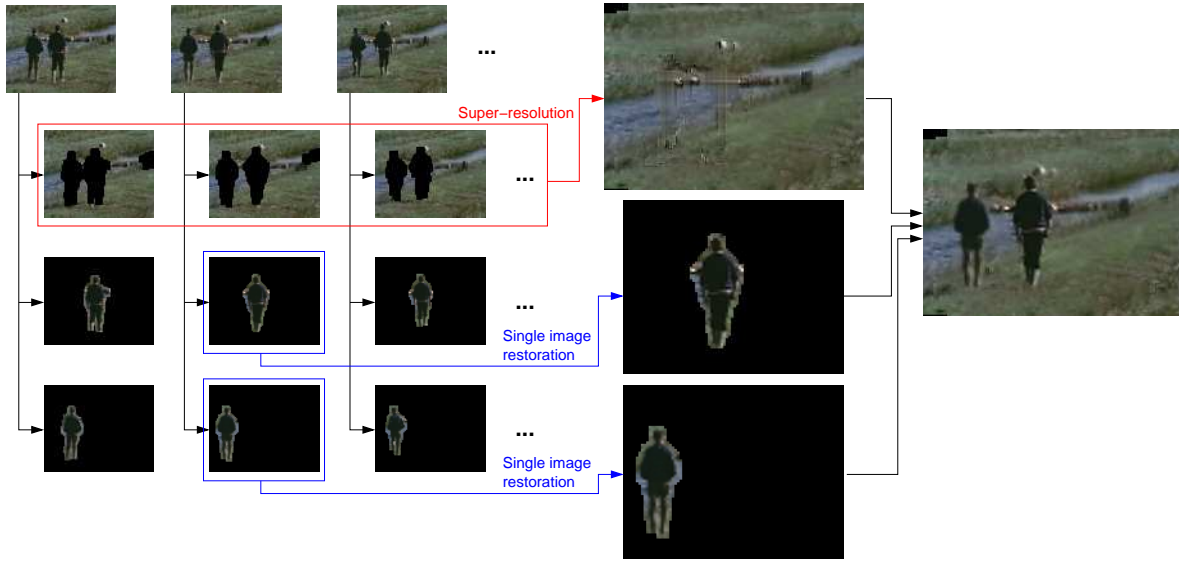 ...
Super−resolution
...
...
Single image
restoration
...
Single image
restoration